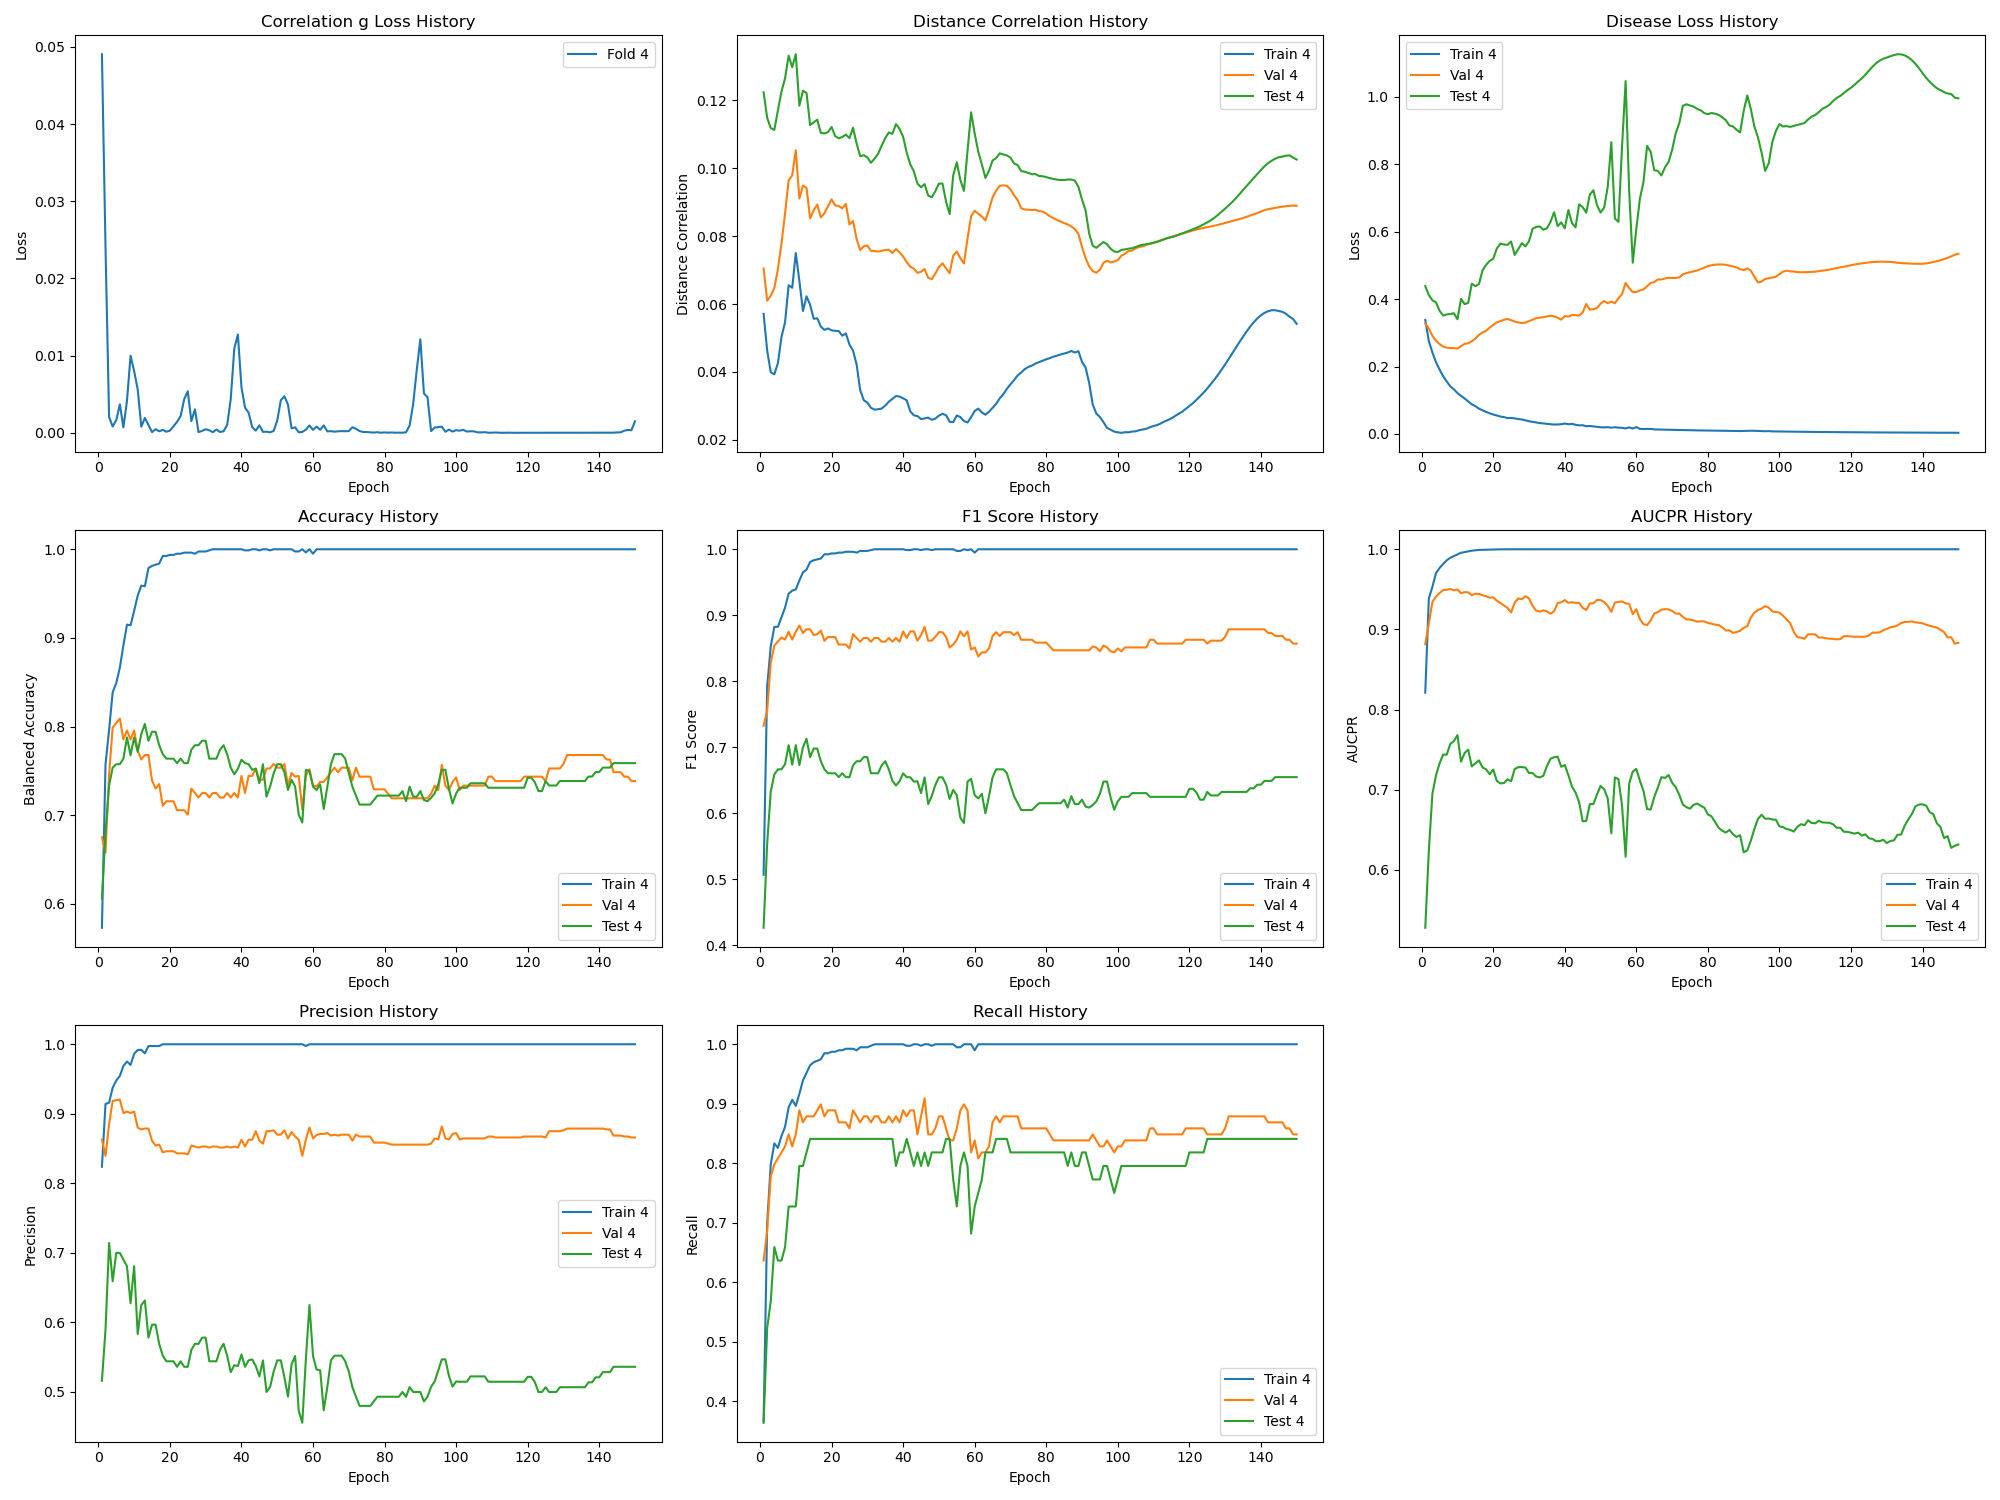 Correlation g Loss History
Loss
0.05
0.04
0.03
0.02
0.01
0.00
0 20 40 60 80 100 120 140
Epoch
Fold 4
Distance Correlation History
Distance Correlation
0.12
0.10
0.08
0.06
0.04
0.02
0 20 40 60 80 100 120 140
Epoch
Train 4
Val 4
Test 4
Disease Loss History
Loss
1.0
0.8
0.6
0.4
0.2
0.0
0 20 40 60 80 100 120 140
Epoch
Train 4
Val 4
Test 4
Accuracy History
Balanced Accuracy
1.0
0.9
0.8
0.7
0.6
0 20 40 60 80 100 120 140
Epoch
Train 4
Val 4
Test 4
F1 Score History
F1 Score
1.0
0.9
0.8
0.7
0.6
0.5
0.4
0 20 40 60 80 100 120 140
Epoch
Train 4
Val 4
Test 4
AUCPR History
AUCPR
1.0
0.9
0.8
0.7
0.6
0 20 40 60 80 100 120 140
Epoch
Train 4
Val 4
Test 4
Precision History
Precision
1.0
0.9
0.8
0.7
0.6
0.5
0 20 40 60 80 100 120 140
Epoch
Train 4
Val 4
Test 4
Recall History
Recall
1.0
0.9
0.8
0.7
0.6
0.5
0.4
0 20 40 60 80 100 120 140
Epoch
Train 4
Val 4
Test 4